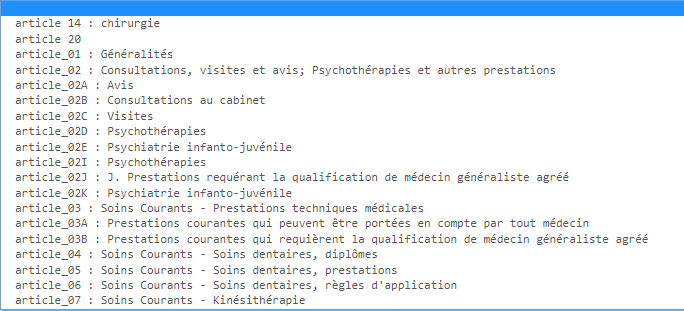 article 14 : chirurgie
article 20
article_01 : Généralités
article_02 : Consultations, visites et avis; Psychothérapies et autres prestations
article_02A : Avis
article_02B : Consultations au cabinet
article_02C : Visites
article_02D : Psychothérapies
article_02E : Psychiatrie infanto-juvénile
article_02I : Psychothérapies
article_02J : J. Prestations requérant la qualification de médecin généraliste agréé
article_02K : Psychiatrie infanto-juvénile
article_03 : Soins Courants - Prestations techniques médicales
article_03A : Prestations courantes qui peuvent être portées en compte par tout médecin
article_03B : Prestations courantes qui requièrent la qualification de médecin généraliste agréé
article_04 : Soins Courants - Soins dentaires, diplômes
article_05 : Soins Courants - Soins dentaires, prestations
article_06 : Soins Courants - Soins dentaires, règles d'application
article_07 : Soins Courants - Kinésithérapie